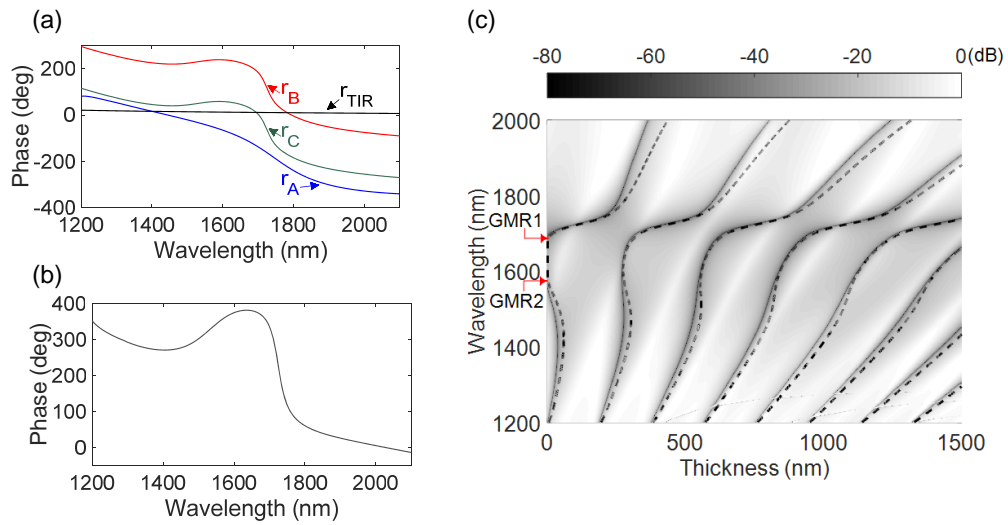 (a)
Phase (deg)
200
0
-200
-400
r_B
r_TIR
r_C
r_A
1200 1400 1600 1800 2000
Wavelength (nm)
(b)
Phase (deg)
400
300
200
100
0
1200 1400 1600 1800 2000
Wavelength (nm)
(c)
-80 -60 -40 -20 0(dB)
Wavelength (nm)
2000
1800
GMR1
1600
GMR2
1400
1200
0 500 1000 1500
Thickness (nm)